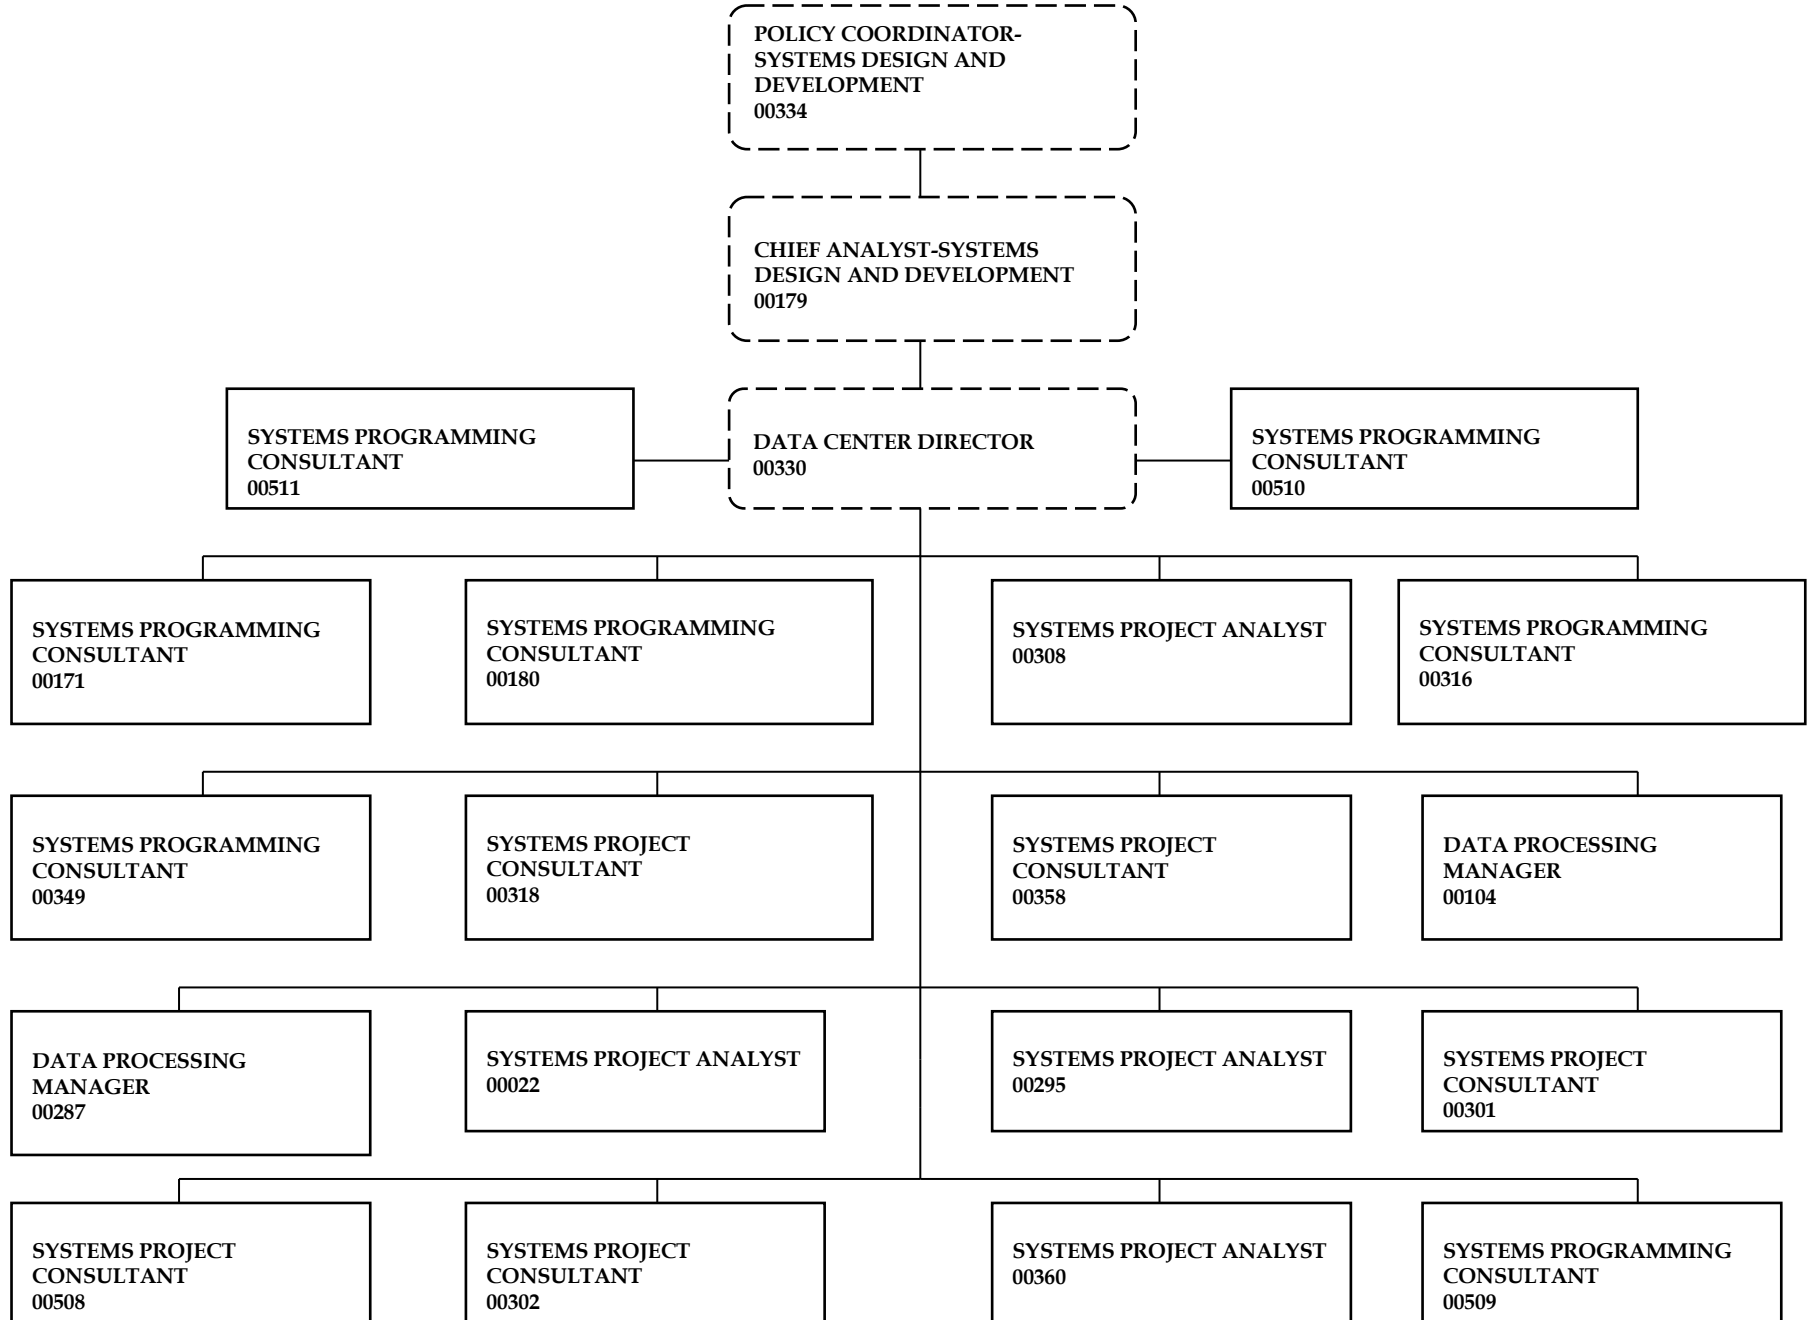 POLICY COORDINATOR-
SYSTEMS DESIGN AND
DEVELOPMENT
00334
CHIEF ANALYST-SYSTEMS
DESIGN AND DEVELOPMENT
00179
SYSTEMS PROGRAMMING
CONSULTANT
00511
DATA CENTER DIRECTOR
00330
SYSTEMS PROGRAMMING
CONSULTANT
00510
SYSTEMS PROGRAMMING
CONSULTANT
00171
SYSTEMS PROGRAMMING
CONSULTANT
00180
SYSTEMS PROJECT ANALYST
00308
SYSTEMS PROGRAMMING
CONSULTANT
00316
SYSTEMS PROGRAMMING
CONSULTANT
00349
SYSTEMS PROJECT
CONSULTANT
00318
SYSTEMS PROJECT
CONSULTANT
00358
DATA PROCESSING
MANAGER
00104
DATA PROCESSING
MANAGER
00287
SYSTEMS PROJECT ANALYST
00022
SYSTEMS PROJECT ANALYST
00295
SYSTEMS PROJECT
CONSULTANT
00301
SYSTEMS PROJECT
CONSULTANT
00508
SYSTEMS PROJECT
CONSULTANT
00302
SYSTEMS PROJECT ANALYST
00360
SYSTEMS PROGRAMMING
CONSULTANT
00509